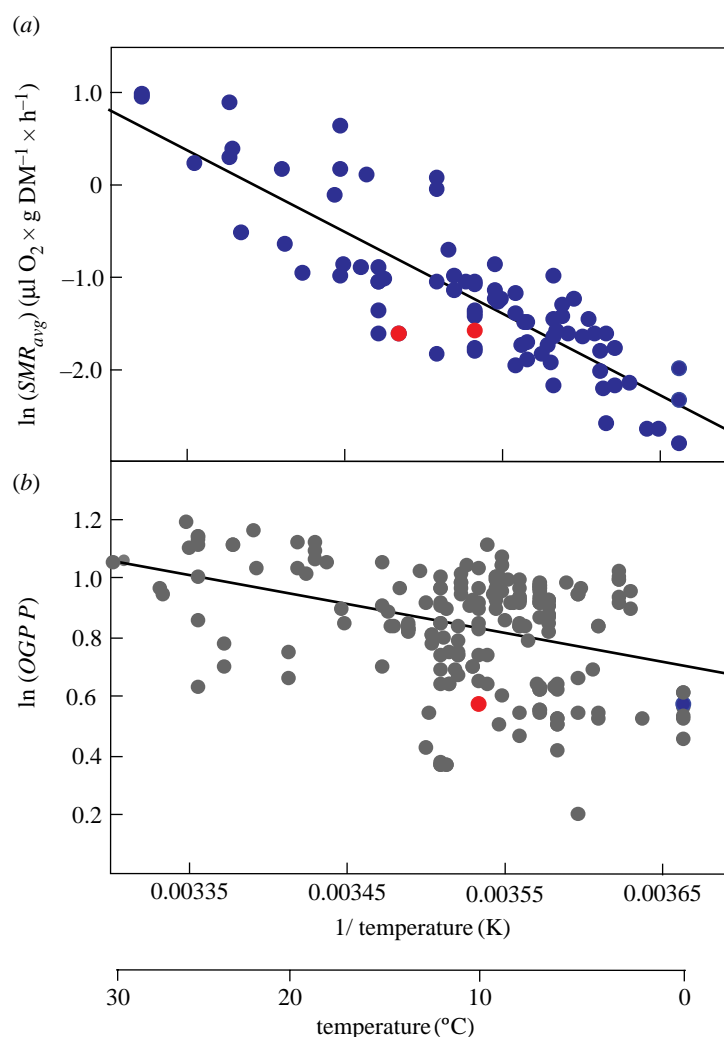 (a)
1.0
0
–1.0
–2.0
ln (SMRavg) (µl O2 × g DM–1 × h–1)
(b)
1.2
1.0
0.8
0.6
0.4
0.2
ln (OGP P)
0.00335 0.00345 0.00355 0.00365
1/ temperature (K)
30 20 10 0
temperature (ºC)